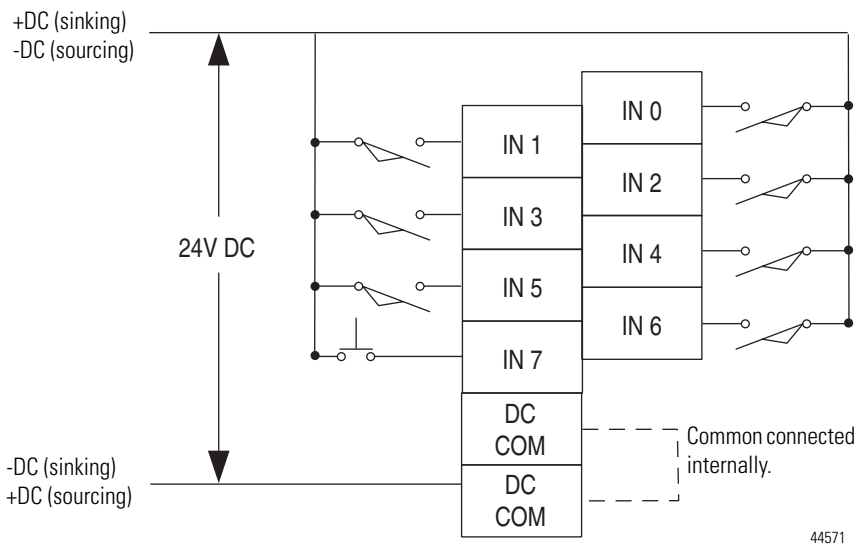 +DC (sinking)
-DC (sourcing)
IN 0
IN 1
IN 2
IN 3
24V DC
IN 4
IN 5
IN 6
IN 7
DC
COM
Common connected
internally.
-DC (sinking)
+DC (sourcing)
DC
COM
44571